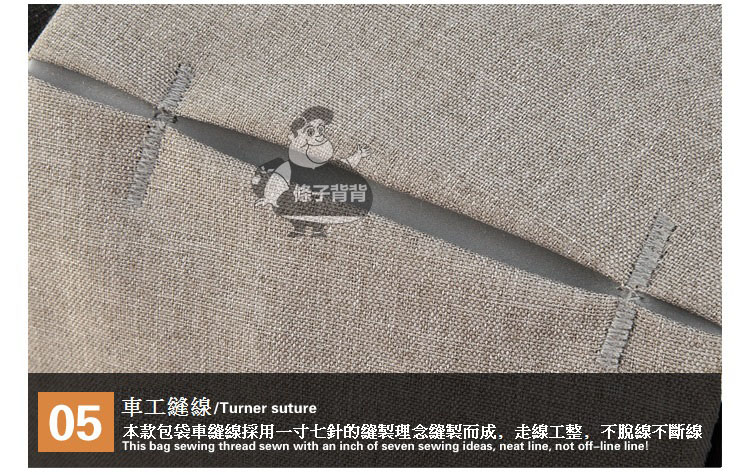 條子背背
05
車工縫線/Turner suture
本款包袋車縫線採用一寸七針的縫製理念縫製而成，走線工整，不脫線不斷線
This bag sewing thread sewn with an inch of seven sewing ideas, neat line, not off-line line!